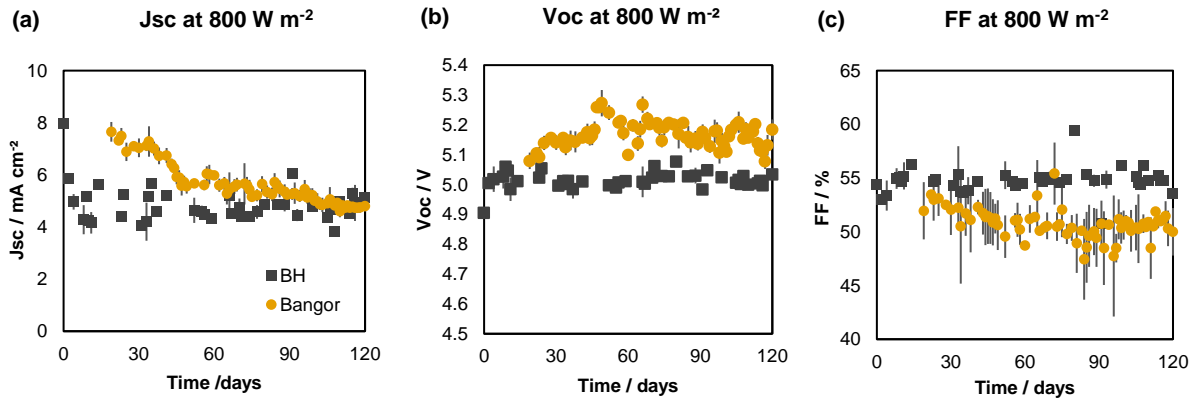 (a) Jsc at 800 W m⁻²
Jsc / mA cm⁻²
10
8
6
4
2
0
BH
Bangor
0 30 60 90 120
Time /days
(b) Voc at 800 W m⁻²
Voc / V
5.4
5.3
5.2
5.1
5.0
4.9
4.8
4.7
4.6
4.5
0 30 60 90 120
Time / days
(c) FF at 800 W m⁻²
FF / %
65
60
55
50
45
40
0 30 60 90 120
Time / days